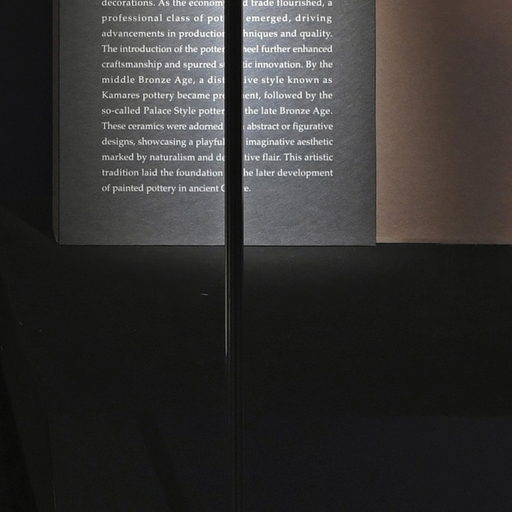 decorations. As the economy and trade flourished, a
professional class of pot emerged, driving
advancements in production techniques and quality.
The introduction of the potter wheel further enhanced
craftsmanship and spurred artistic innovation. By the
middle Bronze Age, a distinctive style known as
Kamares pottery became prominent, followed by the
so-called Palace Style pottery the late Bronze Age.
These ceramics were adorned abstract or figurative
designs, showcasing a playful imaginative aesthetic
marked by naturalism and decorative flair. This artistic
tradition laid the foundation the later development
of painted pottery in ancient